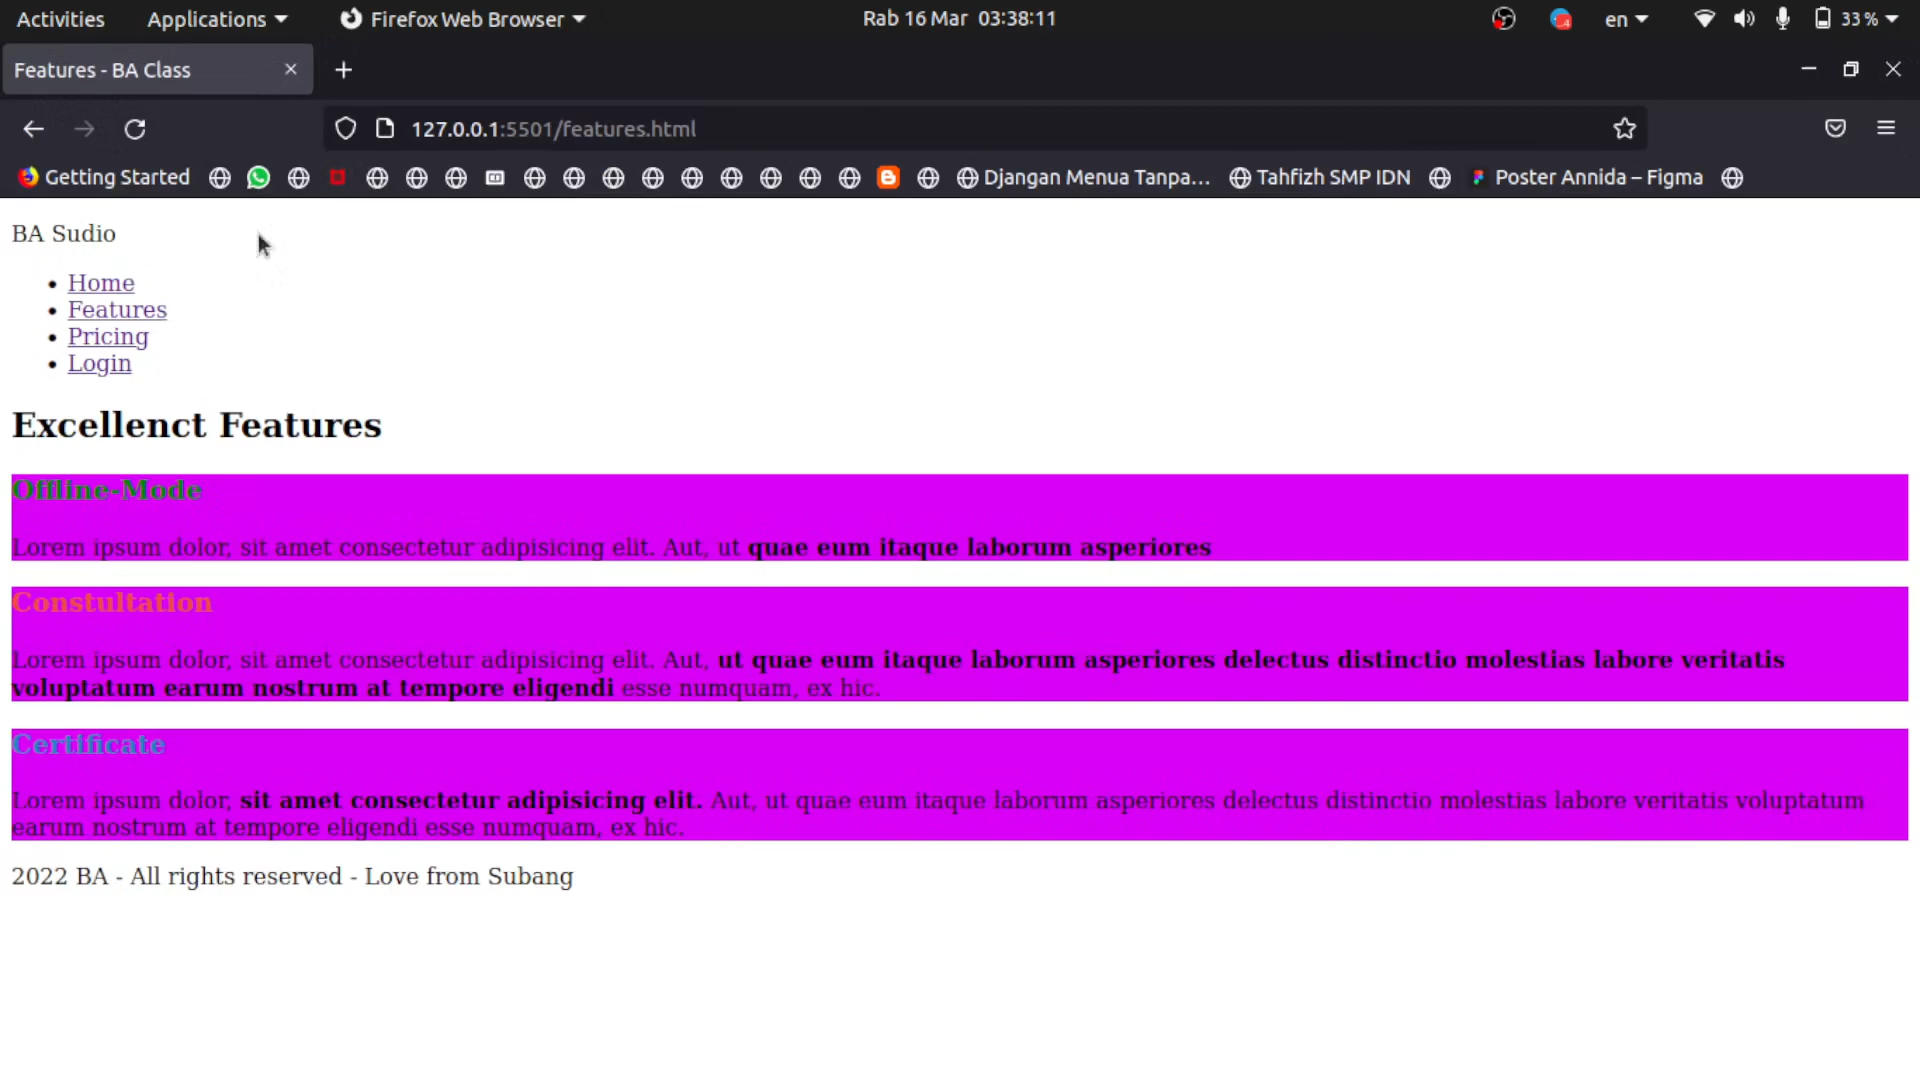 Activities Applications Firefox Web Browser Rab 16 Mar 03:38:11 en 33 %
Features - BA Class
127.0.0.1:5501/features.html
Getting Started Djangan Menua Tanpa... Tahfizh SMP IDN Poster Annida – Figma
BA Sudio
Home
Features
Pricing
Login
Excellenct Features
Offline-Mode
Lorem ipsum dolor, sit amet consectetur adipisicing elit. Aut, ut quae eum itaque laborum asperiores
Constultation
Lorem ipsum dolor, sit amet consectetur adipisicing elit. Aut, ut quae eum itaque laborum asperiores delectus distinctio molestias labore veritatis
voluptatum earum nostrum at tempore eligendi esse numquam, ex hic.
Certificate
Lorem ipsum dolor, sit amet consectetur adipisicing elit. Aut, ut quae eum itaque laborum asperiores delectus distinctio molestias labore veritatis voluptatum
earum nostrum at tempore eligendi esse numquam, ex hic.
2022 BA - All rights reserved - Love from Subang